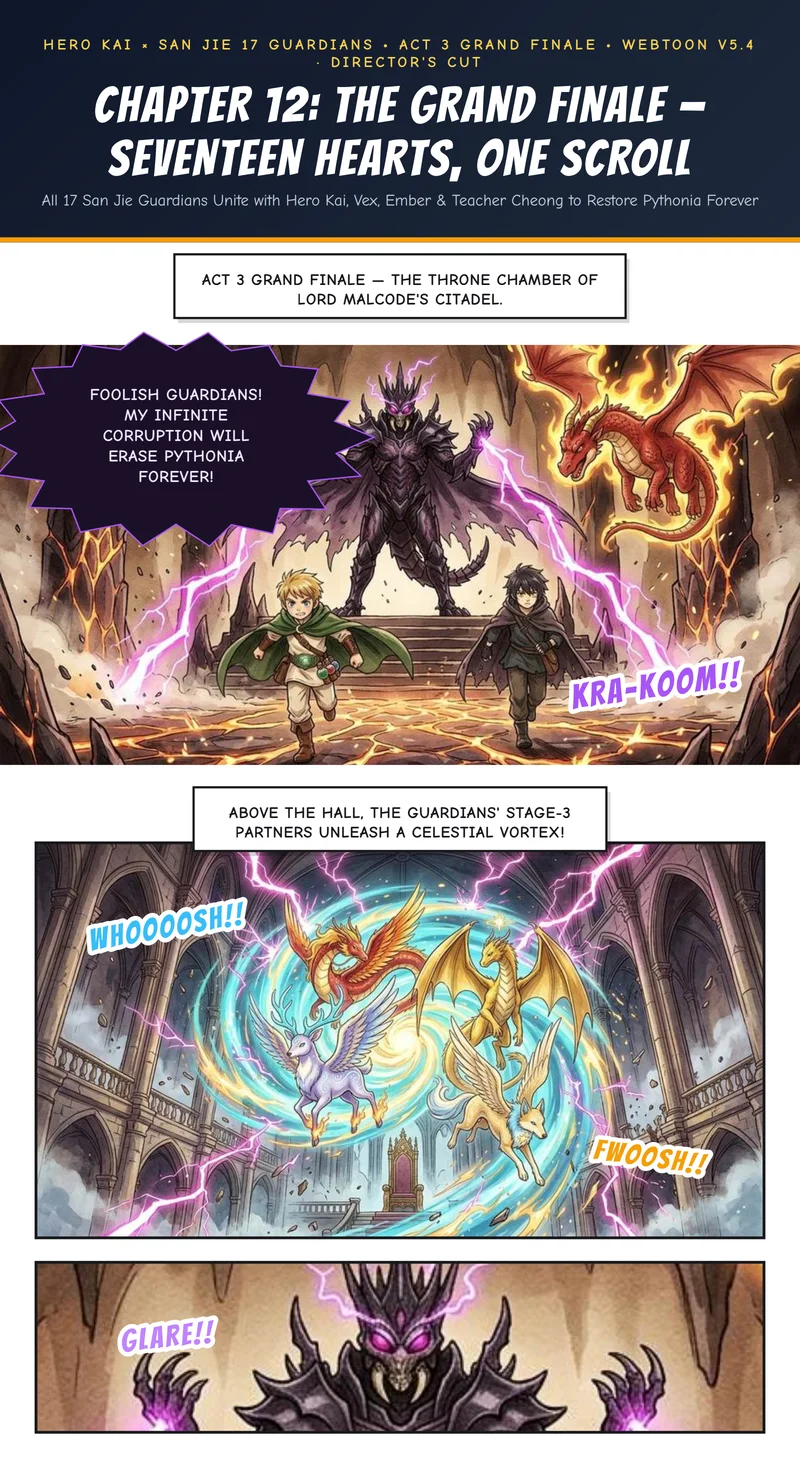 HERO KAI × SAN JIE 17 GUARDIANS • ACT 3 GRAND FINALE • WEBTOON V5.4
· DIRECTOR'S CUT
CHAPTER 12: THE GRAND FINALE —
SEVENTEEN HEARTS, ONE SCROLL
All 17 San Jie Guardians Unite with Hero Kai, Vex, Ember & Teacher Cheong to Restore Pythonia Forever
ACT 3 GRAND FINALE — THE THRONE CHAMBER OF
LORD MALCODE'S CITADEL.
FOOLISH GUARDIANS!
MY INFINITE
CORRUPTION WILL
ERASE PYTHONIA
FOREVER!
KRA-KOOM!!
ABOVE THE HALL, THE GUARDIANS' STAGE-3
PARTNERS UNLEASH A CELESTIAL VORTEX!
WHOOOOSH!!
FWOOSH!!
GLARE!!